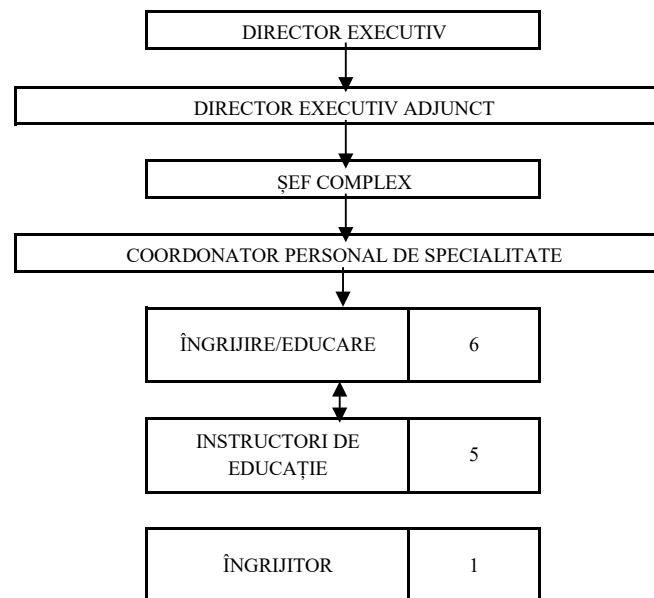 DIRECTOR EXECUTIV
DIRECTOR EXECUTIV ADJUNCT
ȘEF COMPLEX
COORDONATOR PERSONAL DE SPECIALITATE
ÎNGRIJIRE/EDUCARE 6
INSTRUCTORI DE
EDUCAȚIE 5
ÎNGRIJITOR 1